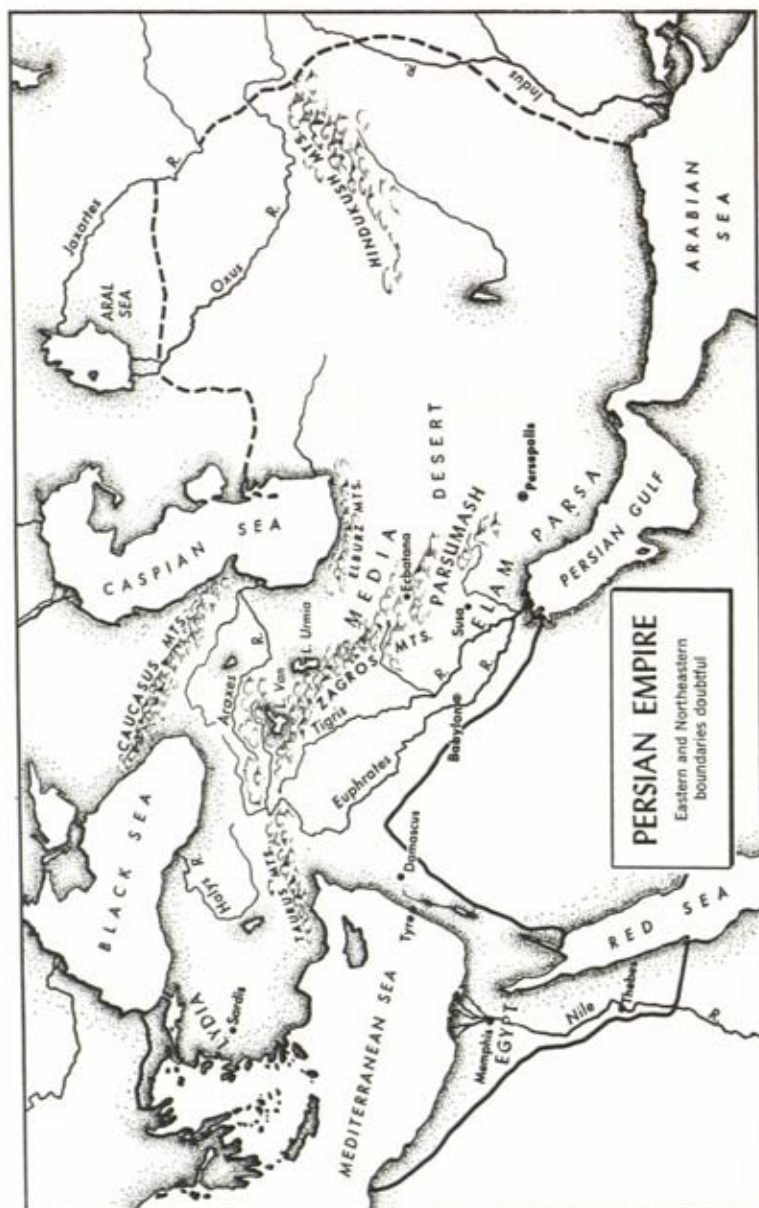 BLACK SEA
CAUCASUS MTS.
CASPIAN SEA
ARAL SEA
Jaxartes R.
Oxus R.
HINDUKUSH MTS.
R. Indus
LYDIA
Sardis
Halys R.
TAURUS MTS.
Araxes R.
L. Van
L. Urmia
ELBURZ MTS.
MEDIA
Ecbatana
DESERT
ZAGROS MTS.
PARSUMASH
Tigris R.
Euphrates R.
Babylon
Susa
ELAM
PARSA
Persepolis
MEDITERRANEAN SEA
Tyre
Damascus
Memphis
EGYPT
Nile R.
Thebes
RED SEA
PERSIAN GULF
ARABIAN SEA
PERSIAN EMPIRE
Eastern and Northeastern
boundaries doubtful